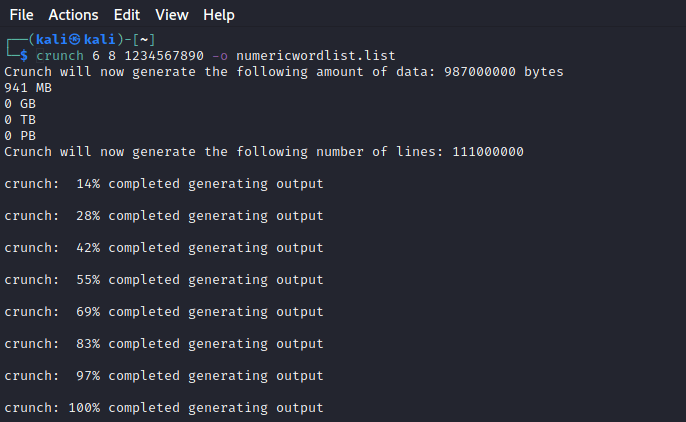 File Actions Edit View Help
┌──(kali㉿kali)-[~]
└─$ crunch 6 8 1234567890 -o numericwordlist.list
Crunch will now generate the following amount of data: 987000000 bytes
941 MB
0 GB
0 TB
0 PB
Crunch will now generate the following number of lines: 111000000
crunch:  14% completed generating output
crunch:  28% completed generating output
crunch:  42% completed generating output
crunch:  55% completed generating output
crunch:  69% completed generating output
crunch:  83% completed generating output
crunch:  97% completed generating output
crunch: 100% completed generating output